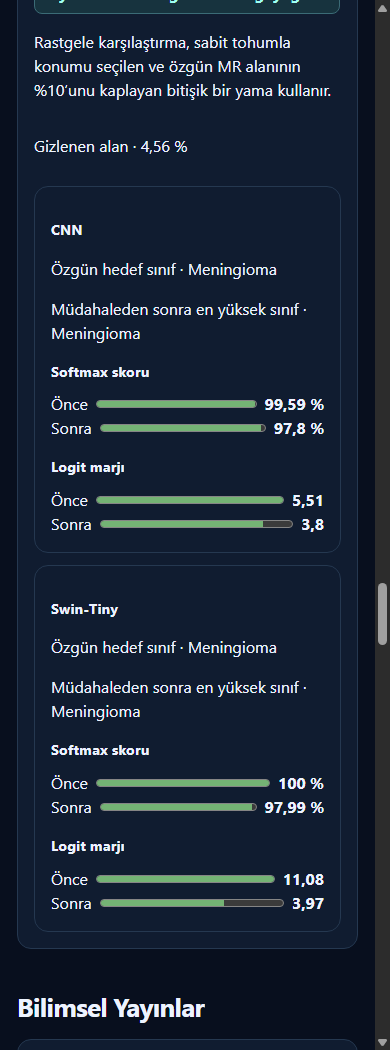 Rastgele karşılaştırma, sabit tohumla
konumu seçilen ve özgün MR alanının
%10'unu kaplayan bitişik bir yama kullanır.
Gizlenen alan · 4,56 %
CNN
Özgün hedef sınıf · Meningioma
Müdahaleden sonra en yüksek sınıf ·
Meningioma
Softmax skoru
Önce 99,59 %
Sonra 97,8 %
Logit marjı
Önce 5,51
Sonra 3,8
Swin-Tiny
Özgün hedef sınıf · Meningioma
Müdahaleden sonra en yüksek sınıf ·
Meningioma
Softmax skoru
Önce 100 %
Sonra 97,99 %
Logit marjı
Önce 11,08
Sonra 3,97
Bilimsel Yayınlar